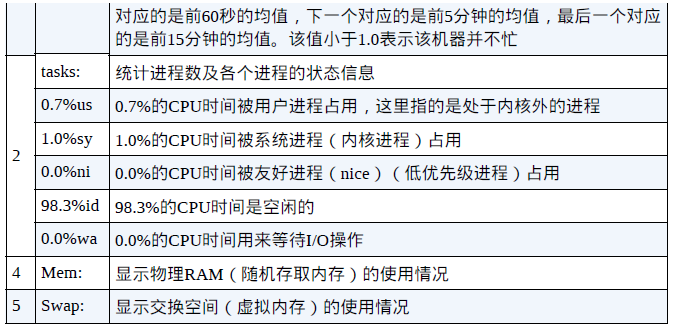 对应的是前60秒的均值，下一个对应的是前5分钟的均值，最后一个对应
的是前15分钟的均值。该值小于1.0表示该机器并不忙
tasks: 统计进程数及各个进程的状态信息
0.7%us 0.7%的CPU时间被用户进程占用，这里指的是处于内核外的进程
1.0%sy 1.0%的CPU时间被系统进程（内核进程）占用
2
0.0%ni 0.0%的CPU时间被友好进程（nice）（低优先级进程）占用
98.3%id 98.3%的CPU时间是空闲的
0.0%wa 0.0%的CPU时间用来等待I/O操作
4 Mem: 显示物理RAM（随机存取内存）的使用情况
5 Swap: 显示交换空间（虚拟内存）的使用情况